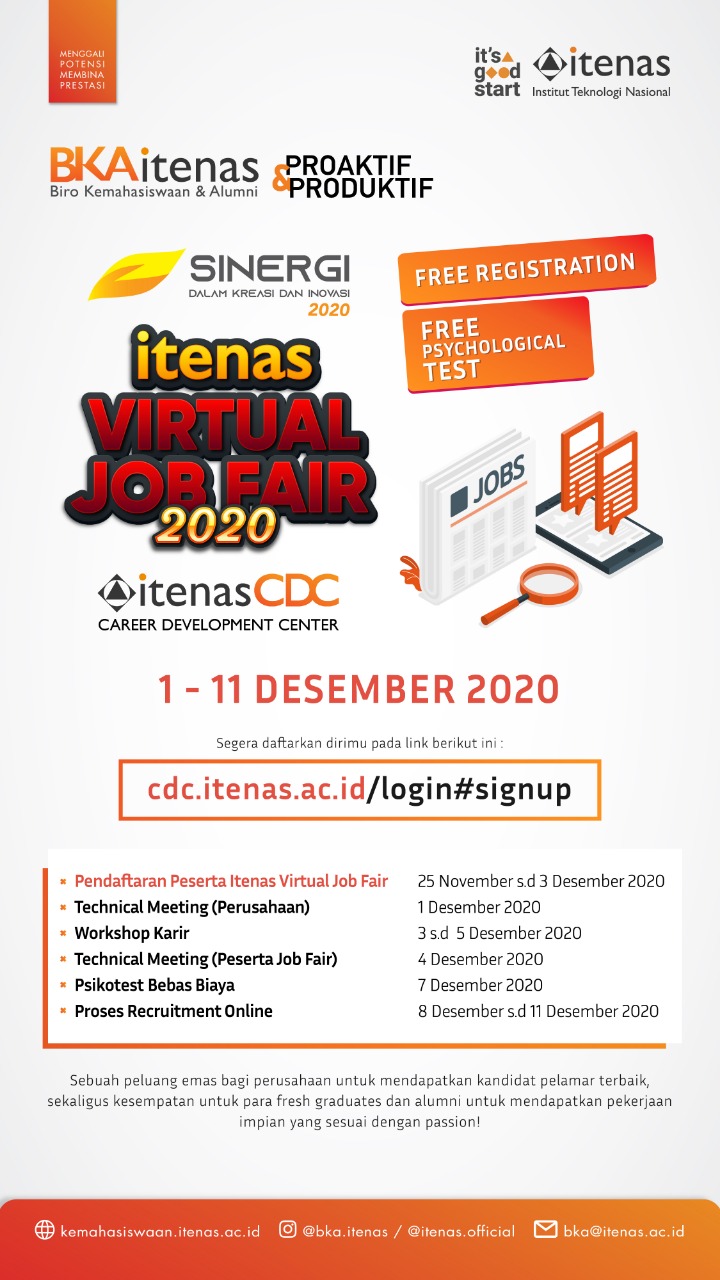 MENGGALI
POTENSI
MEMBINA
PRESTASI
it's
good
start
itenas
Institut Teknologi Nasional
BKAitenas
Biro Kemahasiswaan & Alumni
& PROAKTIF
PRODUKTIF
SINERGI
DALAM KREASI DAN INOVASI
2020
FREE REGISTRATION
FREE
PSYCHOLOGICAL
TEST
itenas
VIRTUAL
JOB FAIR
2020
JOBS
itenas CDC
CAREER DEVELOPMENT CENTER
1 - 11 DESEMBER 2020
Segera daftarkan dirimu pada link berikut ini :
cdc.itenas.ac.id/login#signup
Pendaftaran Peserta Itenas Virtual Job Fair 25 November s.d 3 Desember 2020
Technical Meeting (Perusahaan) 1 Desember 2020
Workshop Karir 3 s.d 5 Desember 2020
Technical Meeting (Peserta Job Fair) 4 Desember 2020
Psikotest Bebas Biaya 7 Desember 2020
Proses Recruitment Online 8 Desember s.d 11 Desember 2020
Sebuah peluang emas bagi perusahaan untuk mendapatkan kandidat pelamar terbaik,
sekaligus kesempatan untuk para fresh graduates dan alumni untuk mendapatkan pekerjaan
impian yang sesuai dengan passion!
kemahasiswaan.itenas.ac.id @bka.itenas / @itenas.official bka@itenas.ac.id